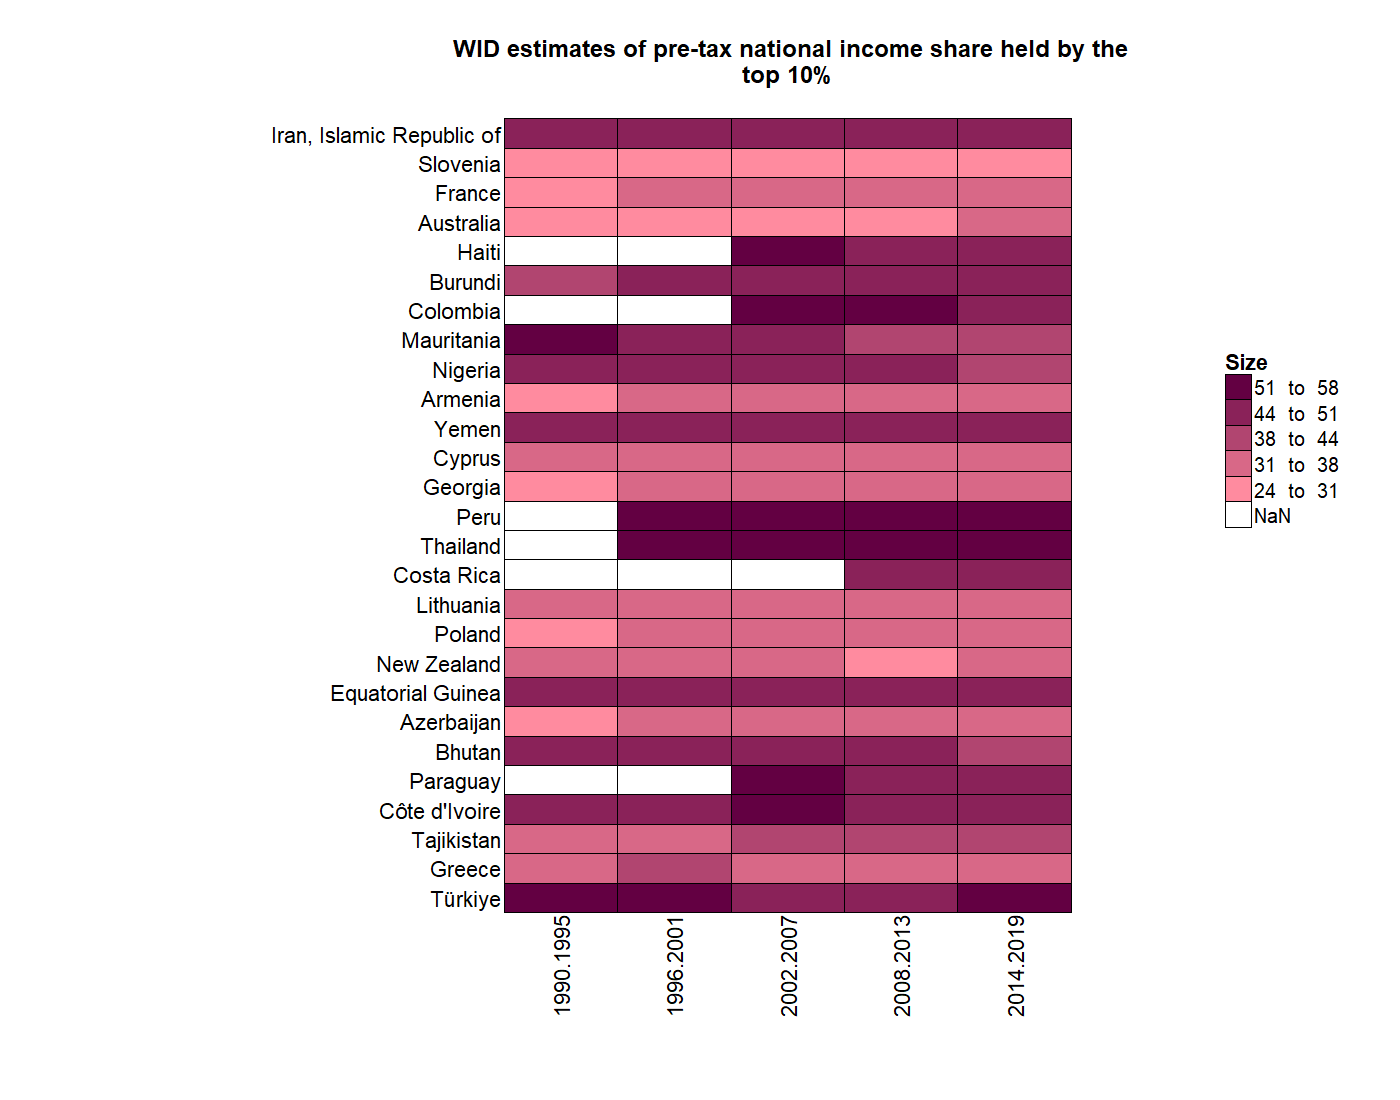 WID estimates of pre-tax national income share held by the
top 10%
Iran, Islamic Republic of
Slovenia
France
Australia
Haiti
Burundi
Colombia
Mauritania
Nigeria
Armenia
Yemen
Cyprus
Georgia
Peru
Thailand
Costa Rica
Lithuania
Poland
New Zealand
Equatorial Guinea
Azerbaijan
Bhutan
Paraguay
Côte d'Ivoire
Tajikistan
Greece
Türkiye
1990.1995
1996.2001
2002.2007
2008.2013
2014.2019
Size
51 to 58
44 to 51
38 to 44
31 to 38
24 to 31
NaN